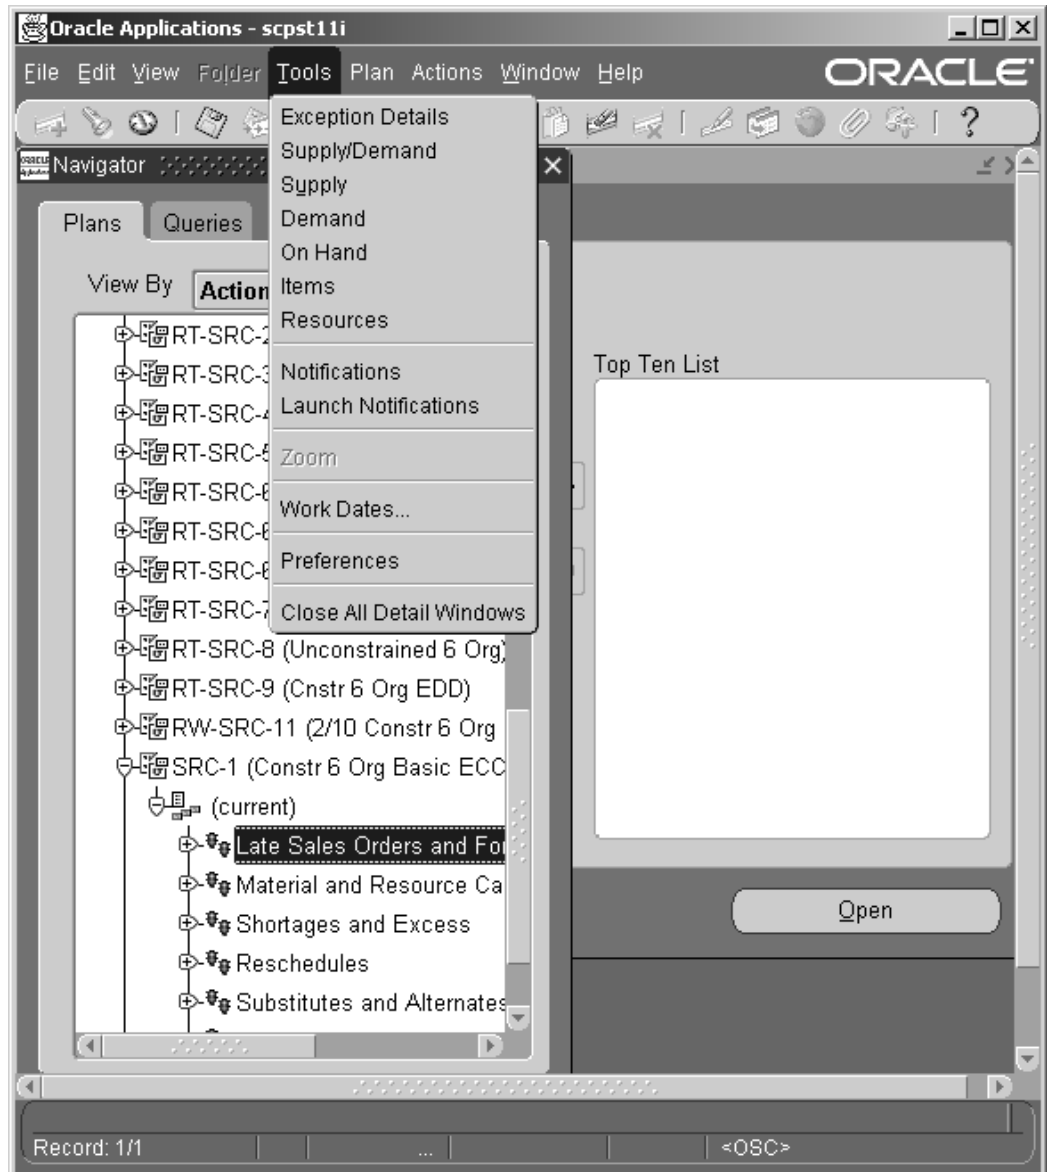 Oracle Applications - scpst11i
File Edit View Folder Tools Plan Actions Window Help ORACLE
Navigator
Plans Queries
View By Action
Exception Details
Supply/Demand
Supply
Demand
On Hand
Items
Resources
Notifications
Launch Notifications
Zoom
Work Dates...
Preferences
Close All Detail Windows
RT-SRC-2
RT-SRC-3
RT-SRC-4
RT-SRC-5
RT-SRC-6
RT-SRC-6
RT-SRC-6
RT-SRC-7
RT-SRC-8 (Unconstrained 6 Org)
RT-SRC-9 (Cnstr 6 Org EDD)
RW-SRC-11 (2/10 Constr 6 Org
SRC-1 (Constr 6 Org Basic ECC
(current)
Late Sales Orders and For
Material and Resource Ca
Shortages and Excess
Reschedules
Substitutes and Alternates
Top Ten List
Open
Record: 1/1 ... <OSC>